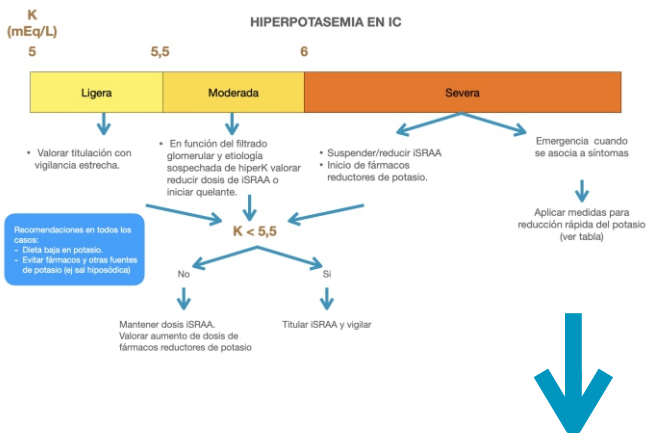 K
(mEq/L)
HIPERPOTASEMIA EN IC
5
5,5
6
Ligera
Moderada
Severa
• Valorar titulación con
vigilancia estrecha.
• En función del filtrado
glomerular y etiología
sospechada de hiperK valorar
reducir dosis de iSRAA o
iniciar quelante.
• Suspender/reducir iSRAA
• Inicio de fármacos
reductores de potasio.
Emergencia cuando
se asocia a síntomas
Aplicar medidas para
reducción rápida del potasio
(ver tabla)
Recomendaciones en todos los
casos:
- Dieta baja en potasio.
- Evitar fármacos y otras fuentes
de potasio (ej sal hiposódica)
K < 5,5
No
Si
Mantener dosis iSRAA.
Valorar aumento de dosis de
fármacos reductores de potasio
Titular iSRAA y vigilar